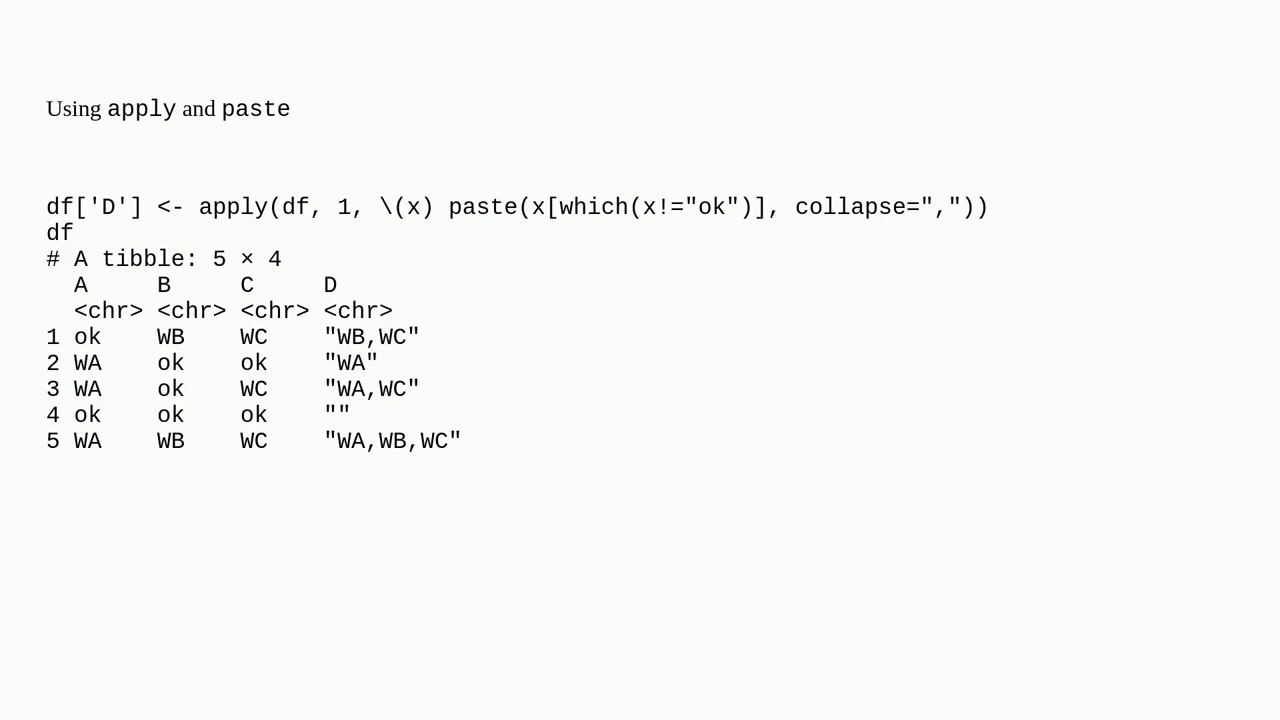 Using apply and paste
df['D'] <- apply(df, 1, \(x) paste(x[which(x!="ok")], collapse=","))
df
# A tibble: 5 × 4
  A     B     C     D
  <chr> <chr> <chr> <chr>
1 ok    WB    WC    "WB,WC"
2 WA    ok    ok    "WA"
3 WA    ok    WC    "WA,WC"
4 ok    ok    ok    ""
5 WA    WB    WC    "WA,WB,WC"